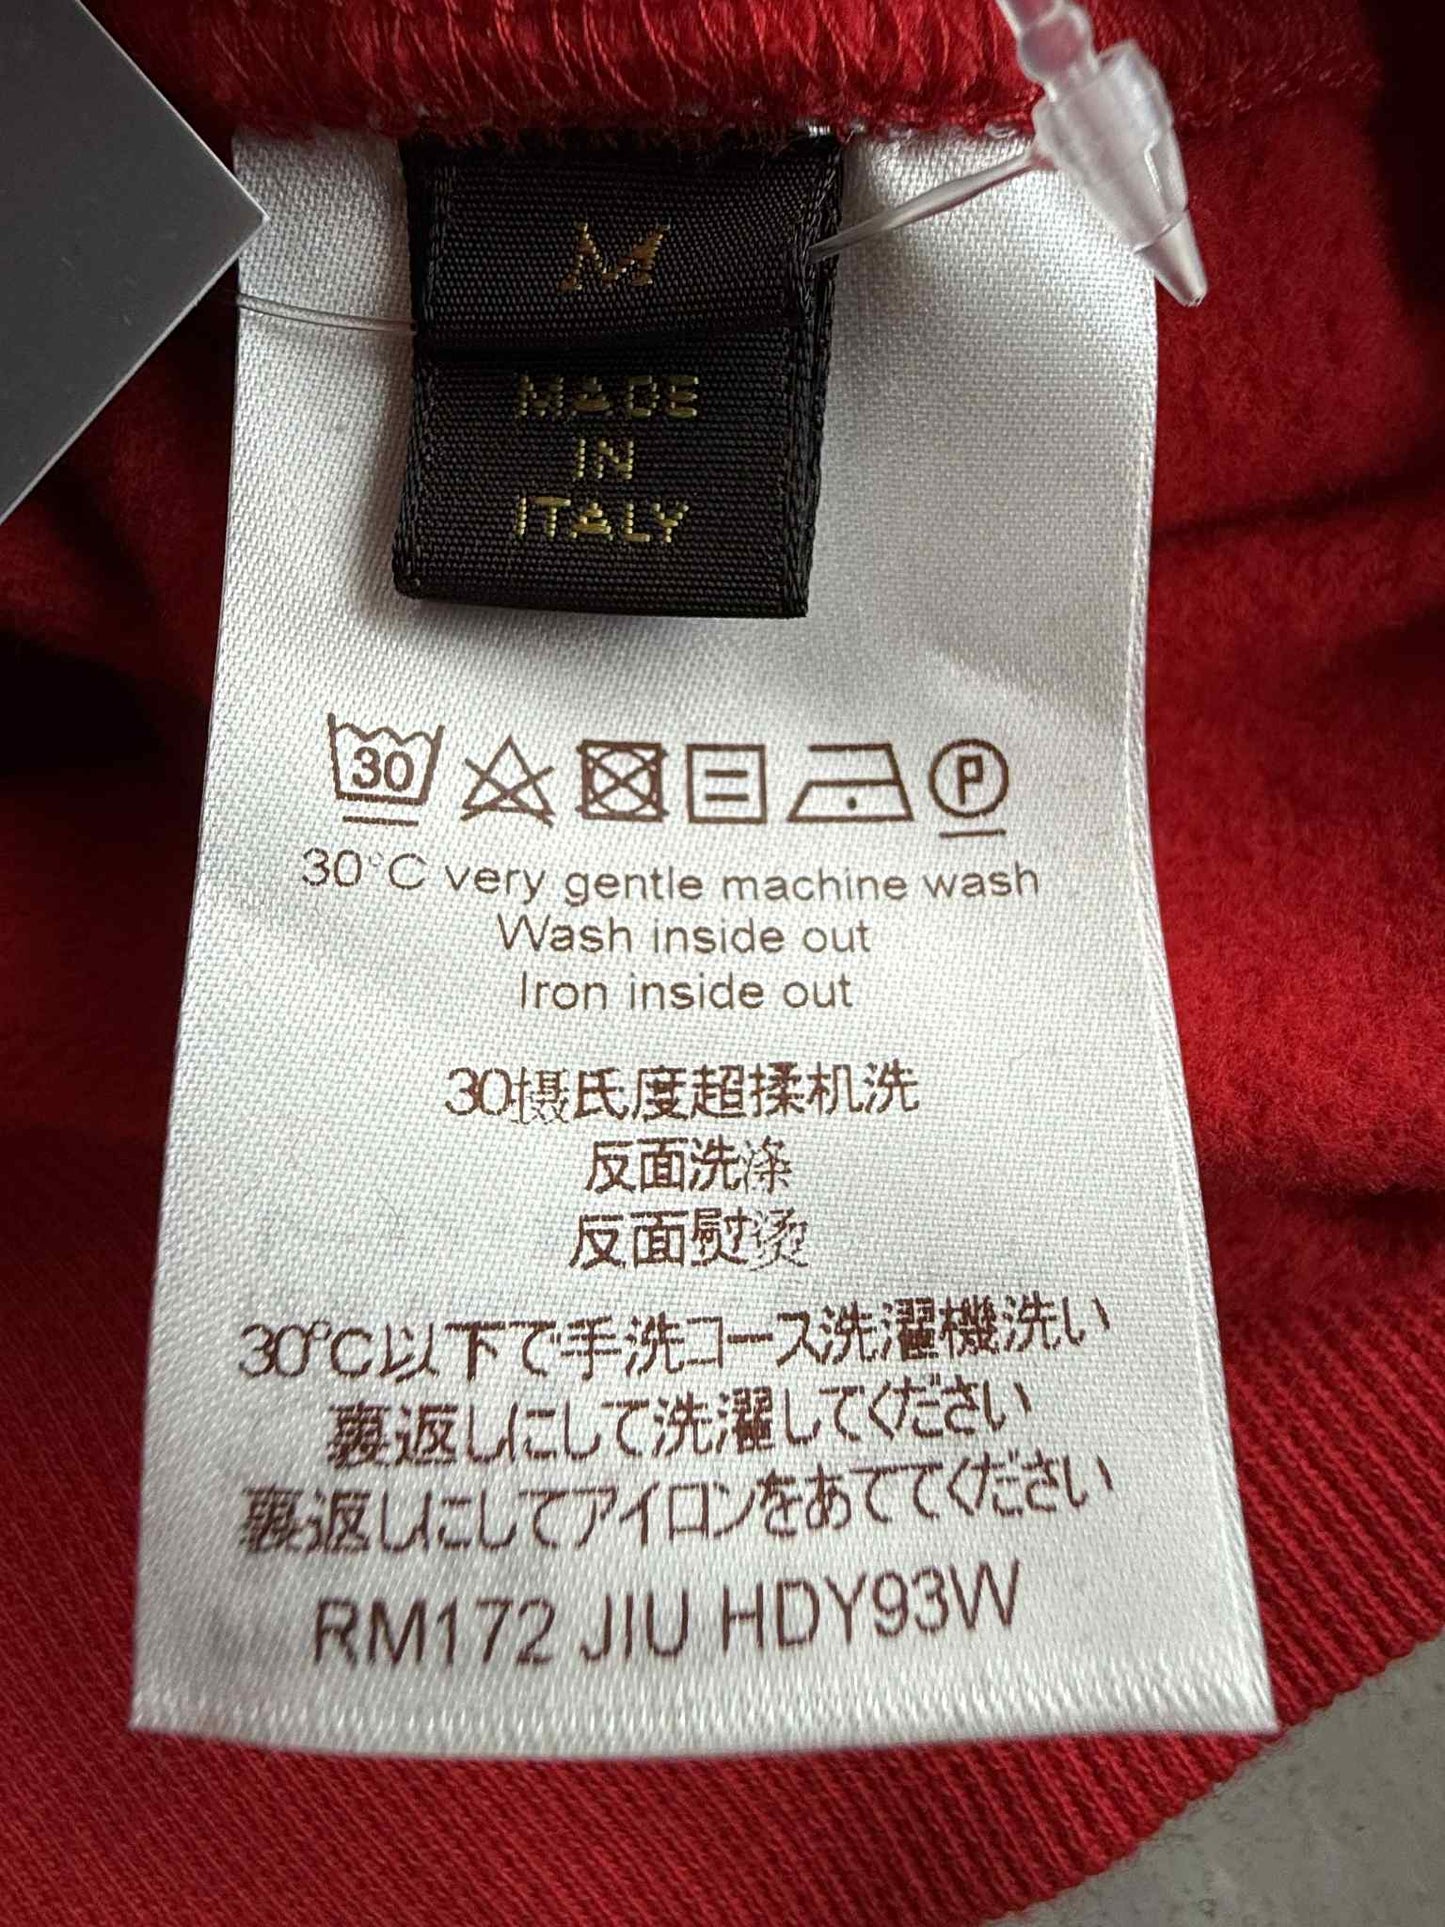 M
MADE
IN
ITALY
30
P
30°C very gentle machine wash
Wash inside out
Iron inside out
30摄氏度超揉机洗
反面洗涤
反面熨烫
30℃以下で手洗コース洗濯機洗い
裏返しにして洗濯してください
裏返しにしてアイロンをあててください
RM172 JIU HDY93W